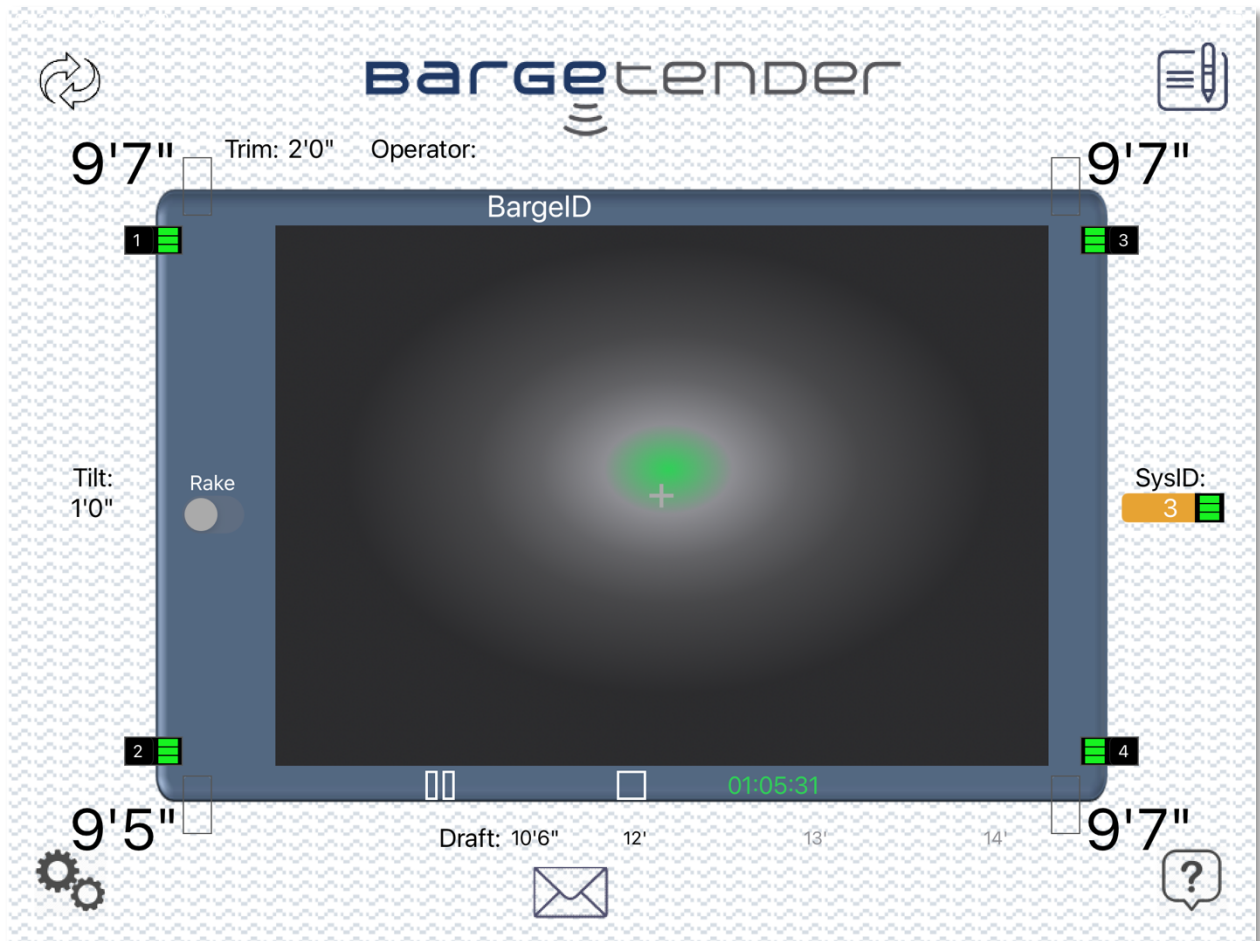 BargeTender
9'7" Trim: 2'0" Operator: 9'7"
BargeID
1 3
Tilt:
1'0"
Rake
SysID:
3
2 4
01:05:31
9'5" 9'7"
Draft: 10'6" 12' 13' 14'
?